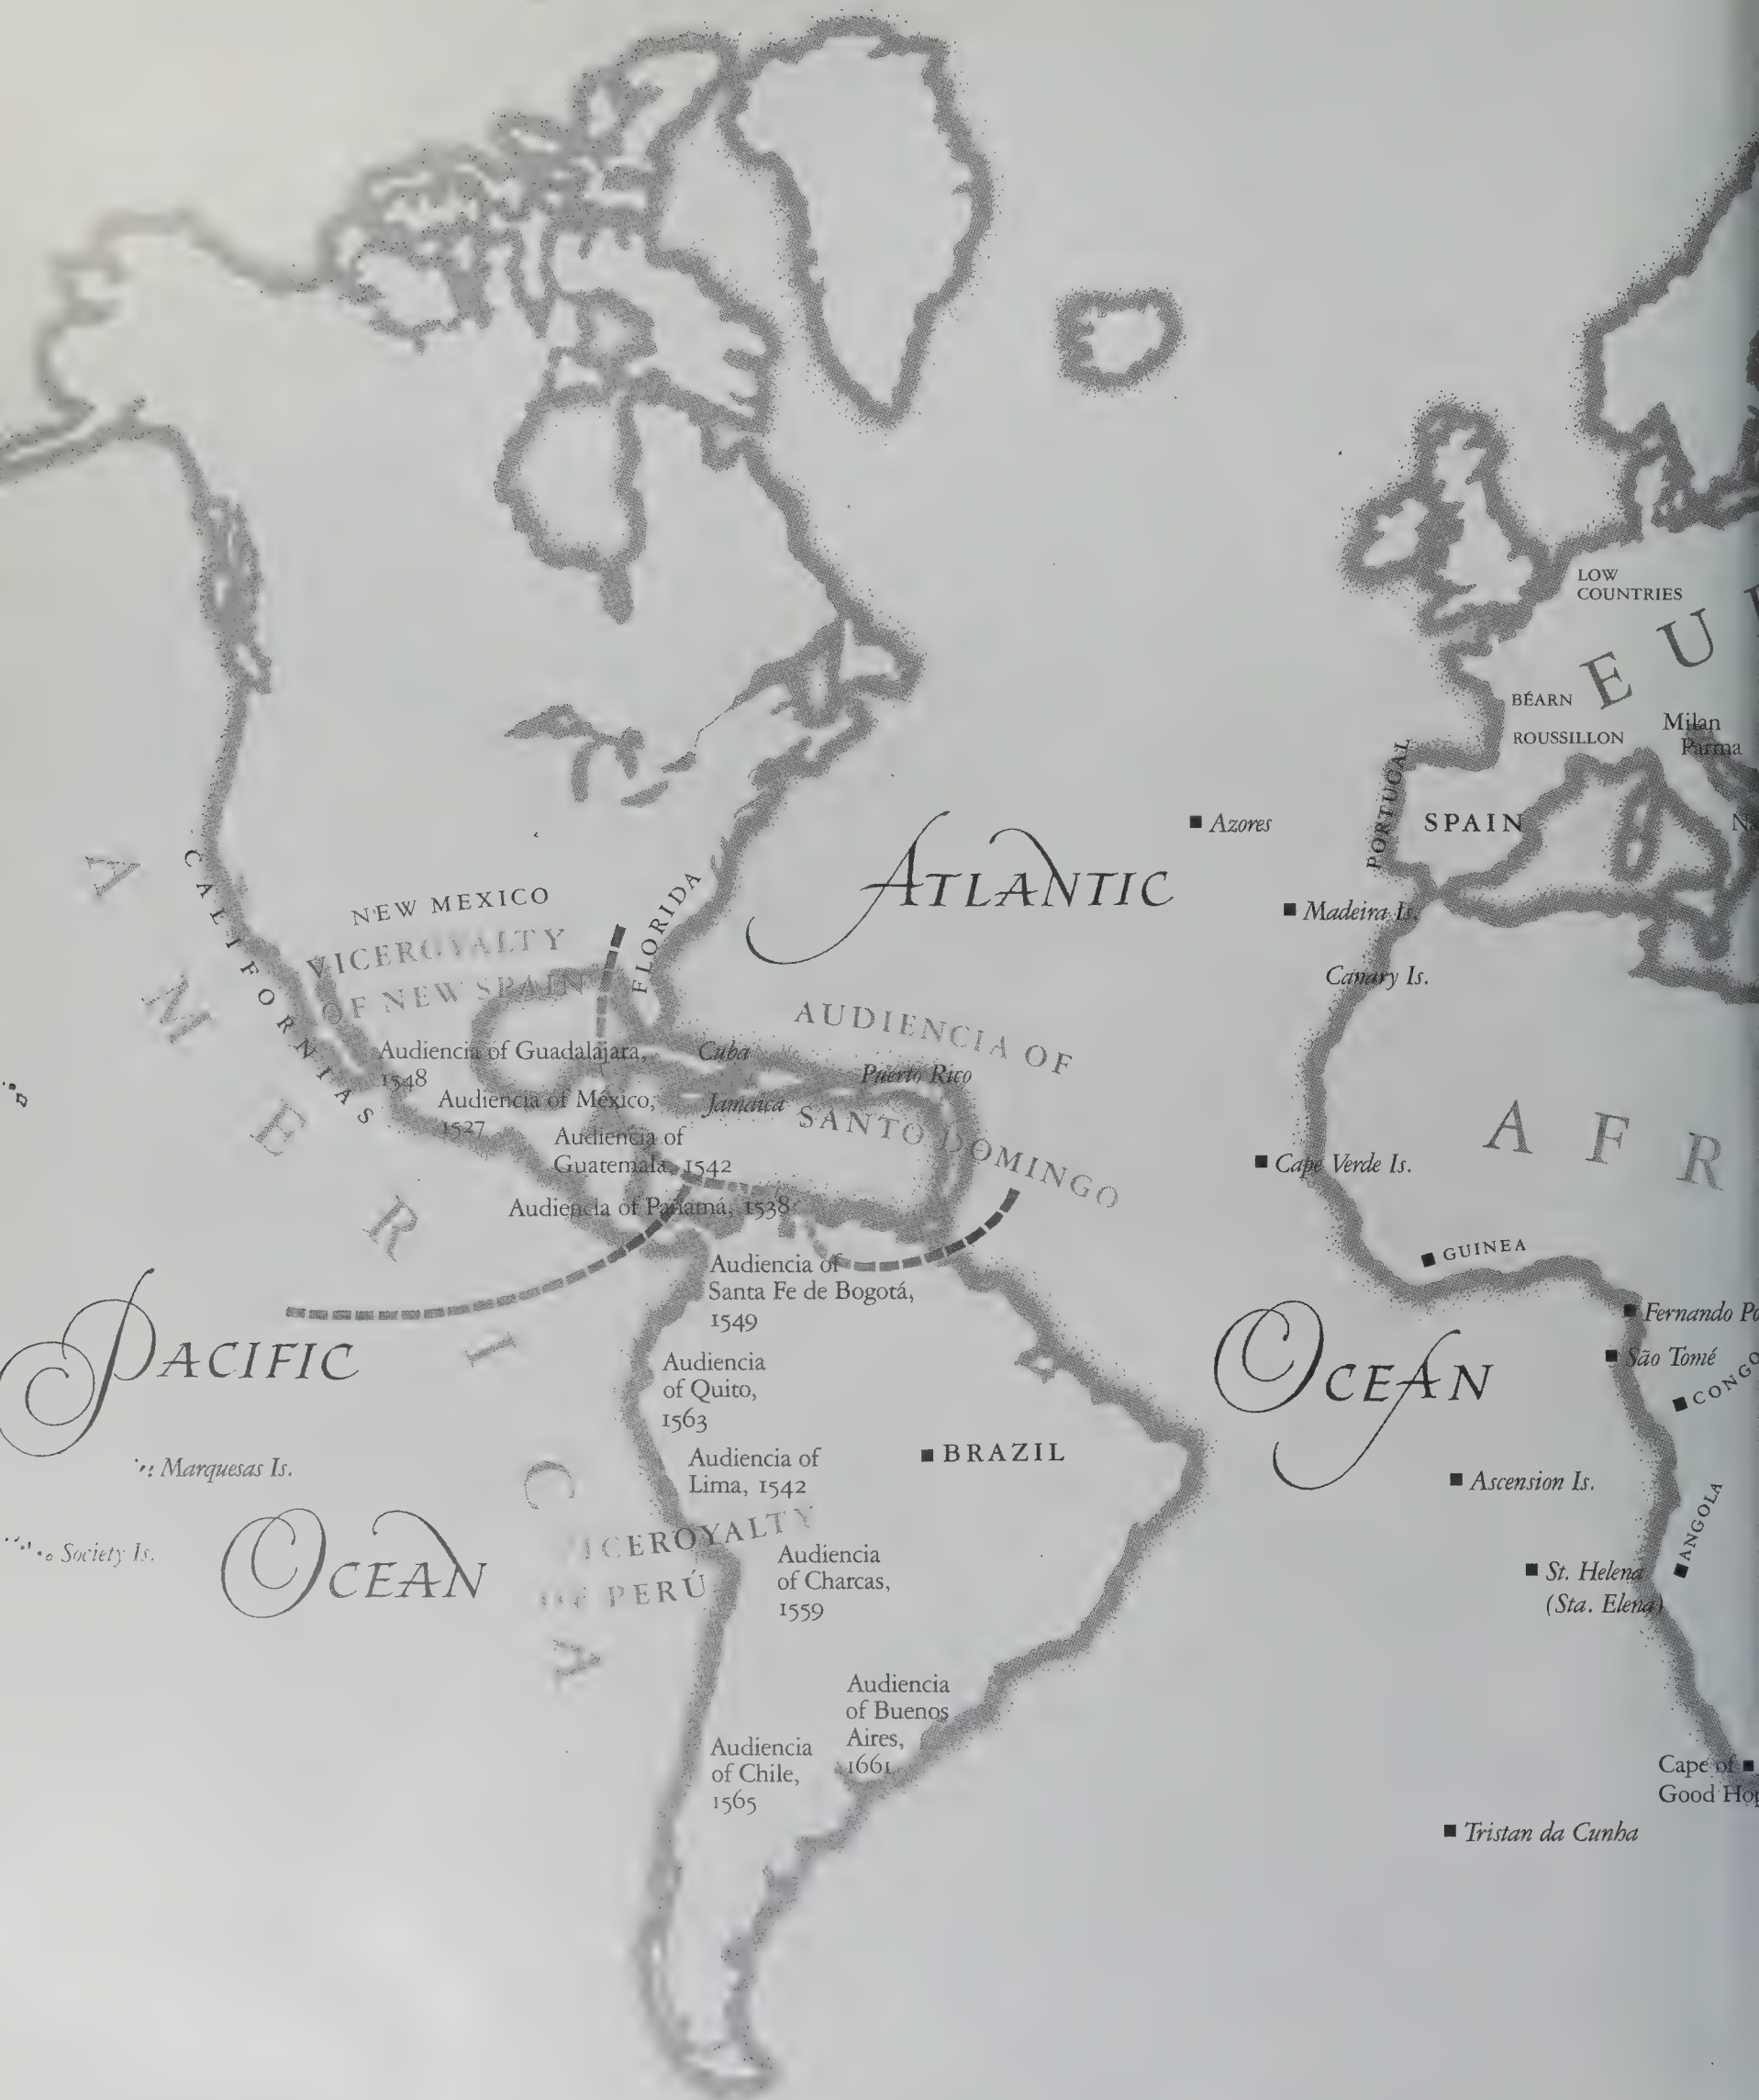 LOW
COUNTRIES
BÉARN
ROUSSILLON
Milan
Parma
PORTUGAL
SPAIN
Azores
Madeira Is.
Canary Is.
Cape Verde Is.
ATLANTIC
OCEAN
AMERICA
CALIFORNIAS
NEW MEXICO
VICEROYALTY
OF NEW SPAIN
FLORIDA
AUDIENCIA OF
SANTO DOMINGO
Cuba
Puerto Rico
Jamaica
Audiencia of Guadalajara,
1548
Audiencia of México,
1527
Audiencia of
Guatemala, 1542
Audiencia of Panamá, 1538
Audiencia of
Santa Fe de Bogotá,
1549
Audiencia
of Quito,
1563
Audiencia of
Lima, 1542
BRAZIL
VICEROYALTY
OF PERÚ
Audiencia
of Charcas,
1559
Audiencia
of Buenos
Aires,
1661
Audiencia
of Chile,
1565
PACIFIC
OCEAN
Marquesas Is.
Society Is.
EU
AFR
GUINEA
Fernando Po
São Tomé
CONGO
Ascension Is.
ANGOLA
St. Helena
(Sta. Elena)
Cape of
Good Hop
Tristan da Cunha